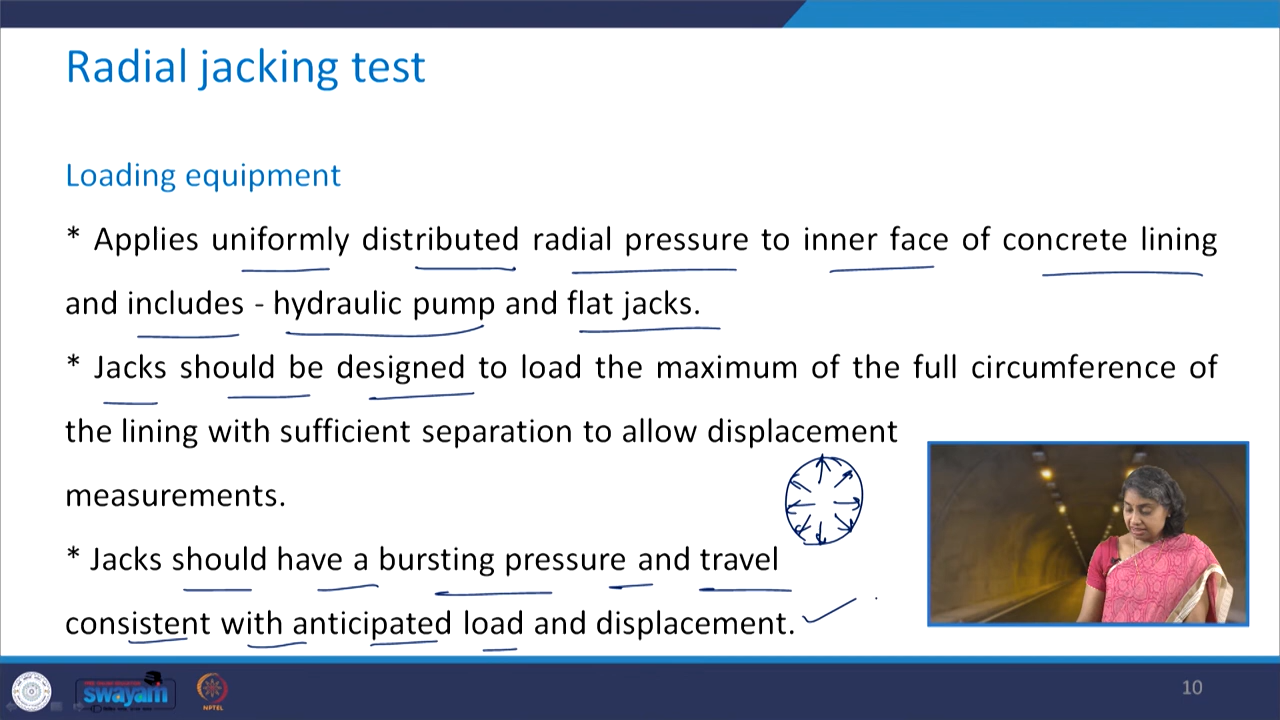 Radial jacking test
Loading equipment
* Applies uniformly distributed radial pressure to inner face of concrete lining
and includes - hydraulic pump and flat jacks.
* Jacks should be designed to load the maximum of the full circumference of
the lining with sufficient separation to allow displacement
measurements.
* Jacks should have a bursting pressure and travel
consistent with anticipated load and displacement.
swayam
NPTEL
10